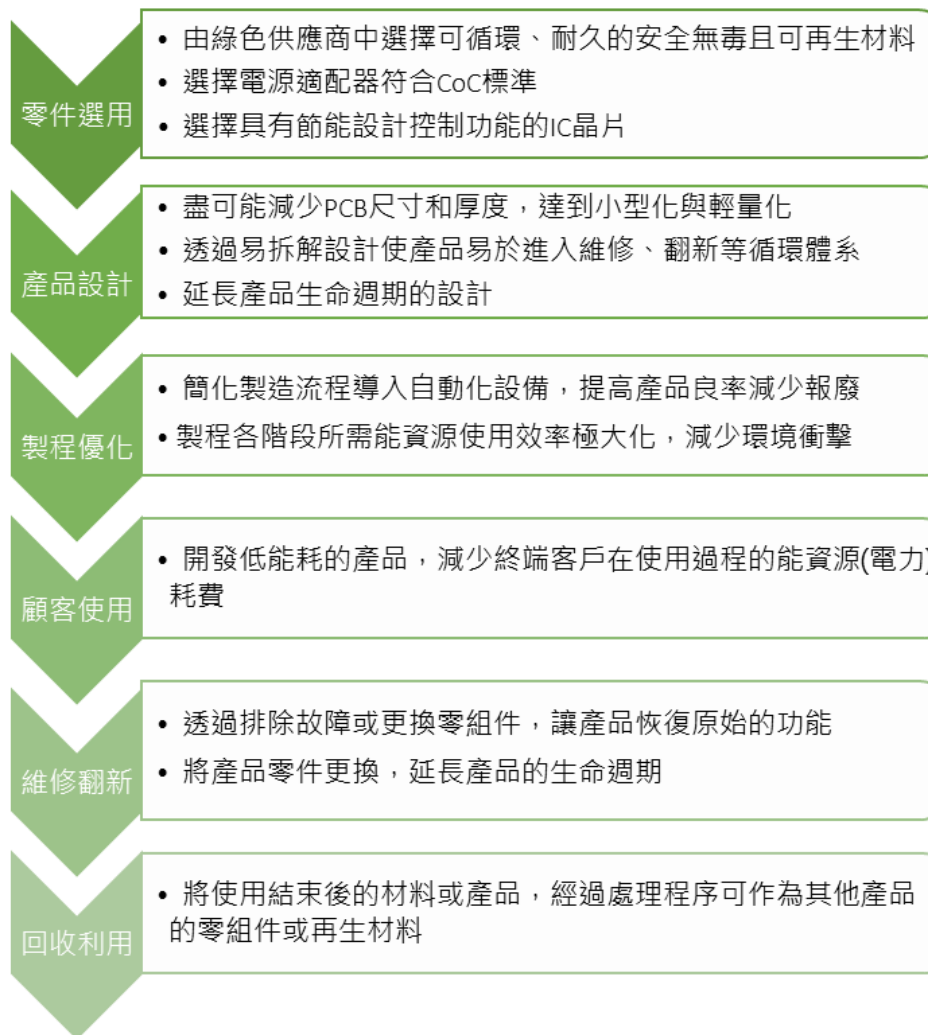 零件選用
• 由綠色供應商中選擇可循環、耐久的安全無毒且可再生材料
• 選擇電源適配器符合CoC標準
• 選擇具有節能設計控制功能的IC晶片
產品設計
• 盡可能減少PCB尺寸和厚度，達到小型化與輕量化
• 透過易拆解設計使產品易於進入維修、翻新等循環體系
• 延長產品生命週期的設計
製程優化
• 簡化製造流程導入自動化設備，提高產品良率減少報廢
• 製程各階段所需能資源使用效率極大化，減少環境衝擊
顧客使用
• 開發低能耗的產品，減少終端客戶在使用過程的能資源(電力)
耗費
維修翻新
• 透過排除故障或更換零組件，讓產品恢復原始的功能
• 將產品零件更換，延長產品的生命週期
回收利用
• 將使用結束後的材料或產品，經過處理程序可作為其他產品
的零組件或再生材料